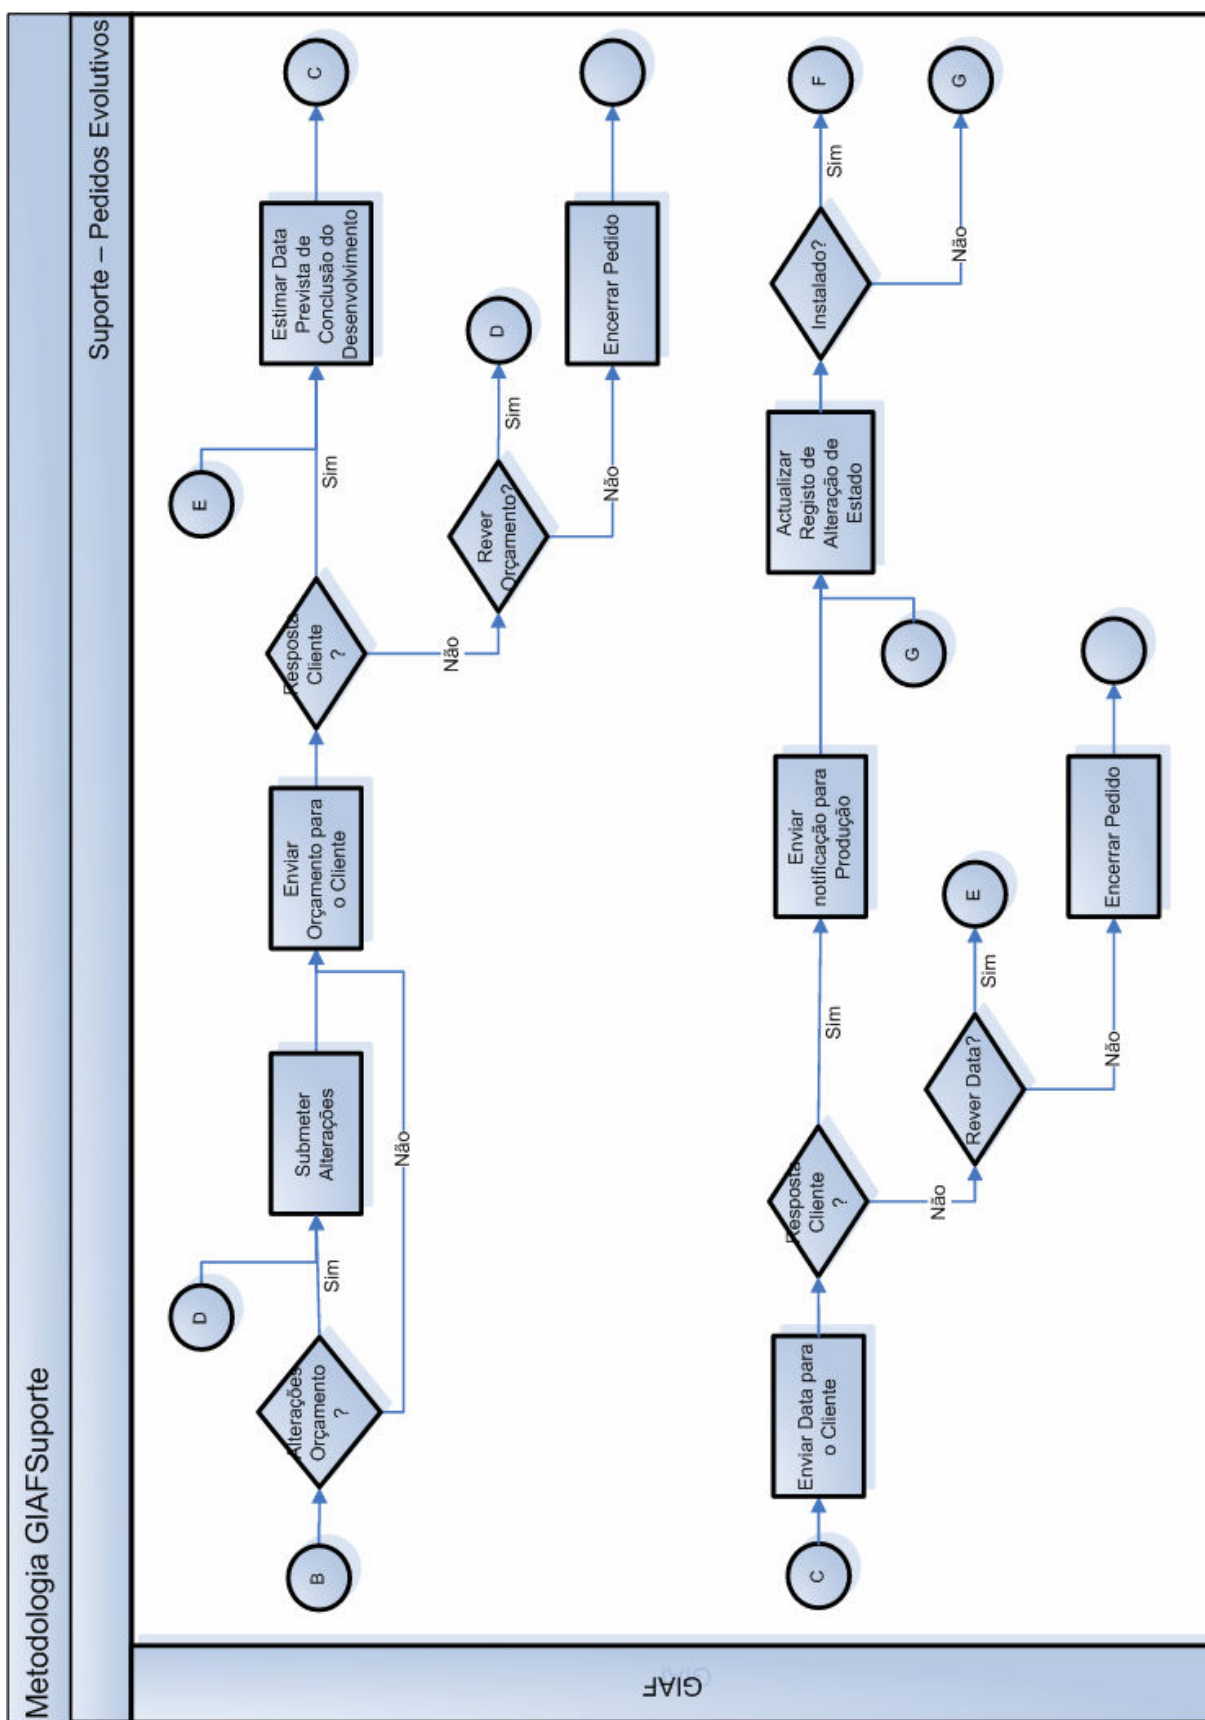 Metodologia GIAFSuporte
Suporte – Pedidos Evolutivos
GIAF
B
Alterações
Orçamento
?
Sim
Não
D
Submeter
Alterações
Enviar
Orçamento para
o Cliente
Resposta
Cliente
?
Sim
Não
E
Estimar Data
Prevista de
Conclusão do
Desenvolvimento
C
Rever
Orçamento?
Sim
D
Não
Encerrar Pedido
C
Enviar Data para
o Cliente
Resposta
Cliente
?
Sim
Não
Enviar
notificação para
Produção
G
Actualizar
Registo de
Alteração de
Estado
Instalado?
Sim
F
Não
G
Rever Data?
Sim
E
Não
Encerrar Pedido